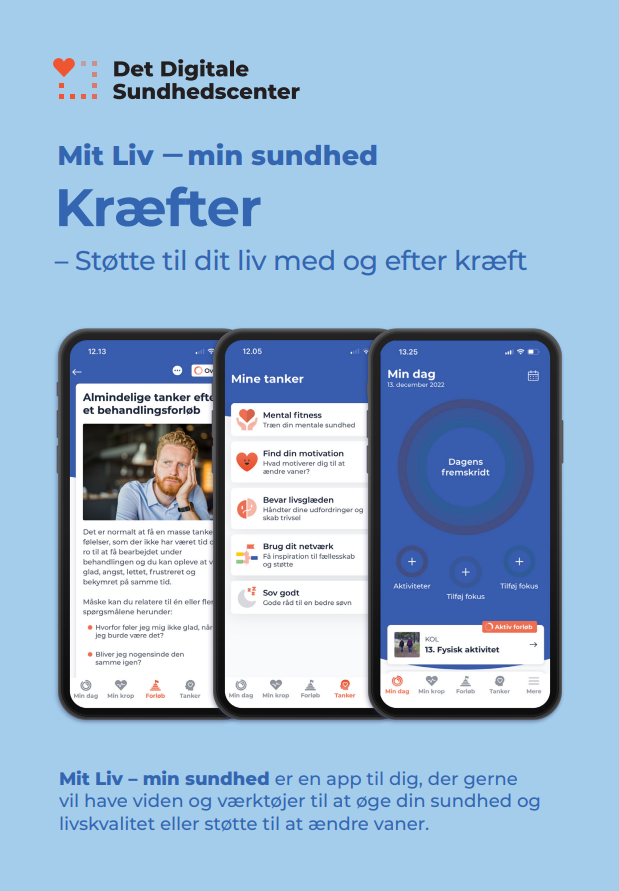 Det Digitale
Sundhedscenter
Mit Liv – min sundhed
Kræfter
– Støtte til dit liv med og efter kræft
12.13
Almindelige tanker
et behandlingsforløb
Det er normalt at få en masse
følelser, som der ikke har været tid
ro til at få bearbejdet under
behandlingen og du kan opleve at
glad, angst, lettet, frustreret og
bekymret på samme tid.
Måske kan du relatere til én eller
spørgsmålene herunder:
Hvorfor føler jeg mig ikke glad, når
jeg burde være det?
Bliver jeg nogensinde den
samme igen?
Min dag
Min krop
Forløb
Tanker
12.05
Mine tanker
Mental fitness
Træn din mentale sundhed
Find din motivation
Hvad motiverer dig til at
ændre vaner?
Bevar livsglæden
Håndter dine udfordringer og
skab trivsel
Brug dit netværk
Få inspiration til fællesskab
og støtte
Sov godt
Gode råd til en bedre søvn
Min dag
Min krop
Forløb
Tanker
13.25
Min dag
13. december 2022
Dagens
fremskridt
Aktiviteter
Tilføj fokus
Tilføj fokus
Aktiv forløb
KOL
13. Fysisk aktivitet
Min dag
Min krop
Forløb
Tanker
Mere
Mit Liv – min sundhed er en app til dig, der gerne
vil have viden og værktøjer til at øge din sundhed og
livskvalitet eller støtte til at ændre vaner.